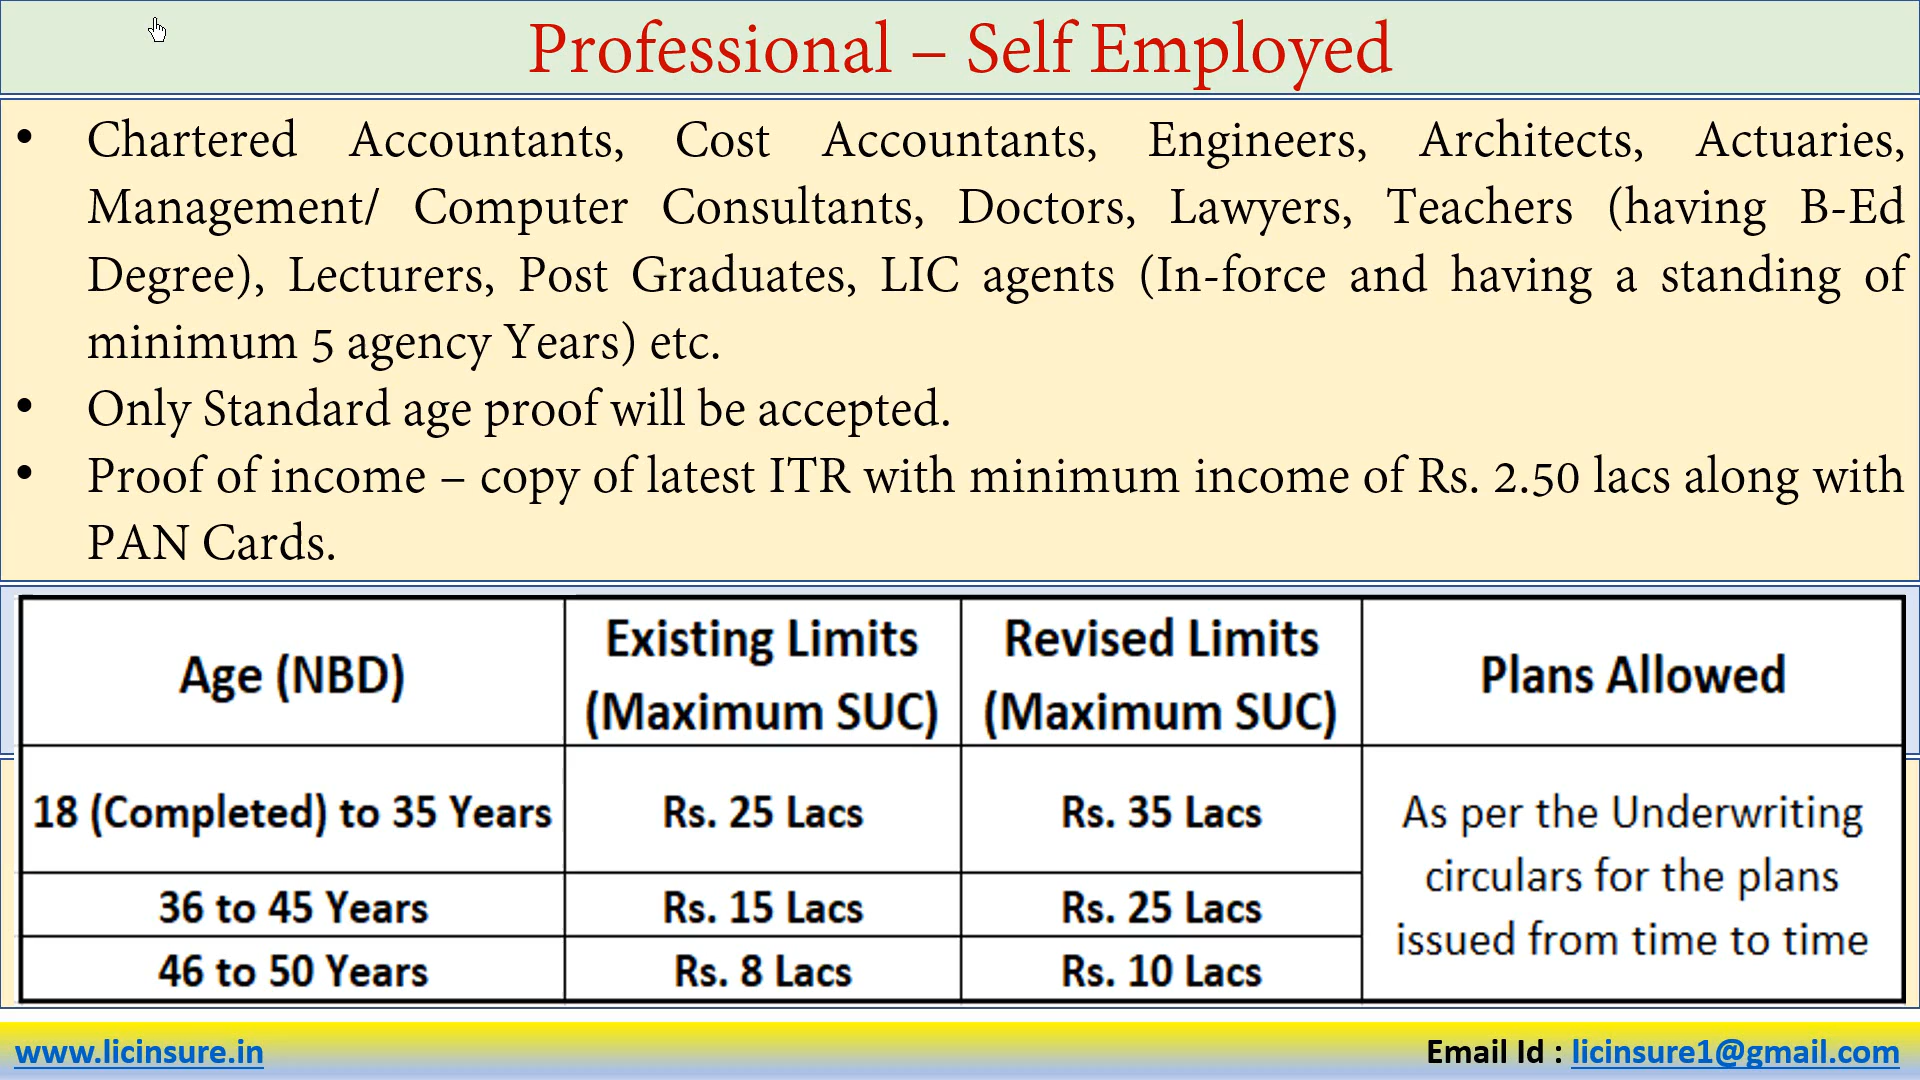 Professional – Self Employed
• Chartered Accountants, Cost Accountants, Engineers, Architects, Actuaries,
Management/ Computer Consultants, Doctors, Lawyers, Teachers (having B-Ed
Degree), Lecturers, Post Graduates, LIC agents (In-force and having a standing of
minimum 5 agency Years) etc.
• Only Standard age proof will be accepted.
• Proof of income – copy of latest ITR with minimum income of Rs. 2.50 lacs along with
PAN Cards.
Age (NBD)
Existing Limits
(Maximum SUC)
Revised Limits
(Maximum SUC)
Plans Allowed
18 (Completed) to 35 Years
Rs. 25 Lacs
Rs. 35 Lacs
As per the Underwriting
circulars for the plans
issued from time to time
36 to 45 Years
Rs. 15 Lacs
Rs. 25 Lacs
46 to 50 Years
Rs. 8 Lacs
Rs. 10 Lacs
www.licinsure.in
Email Id : licinsure1@gmail.com